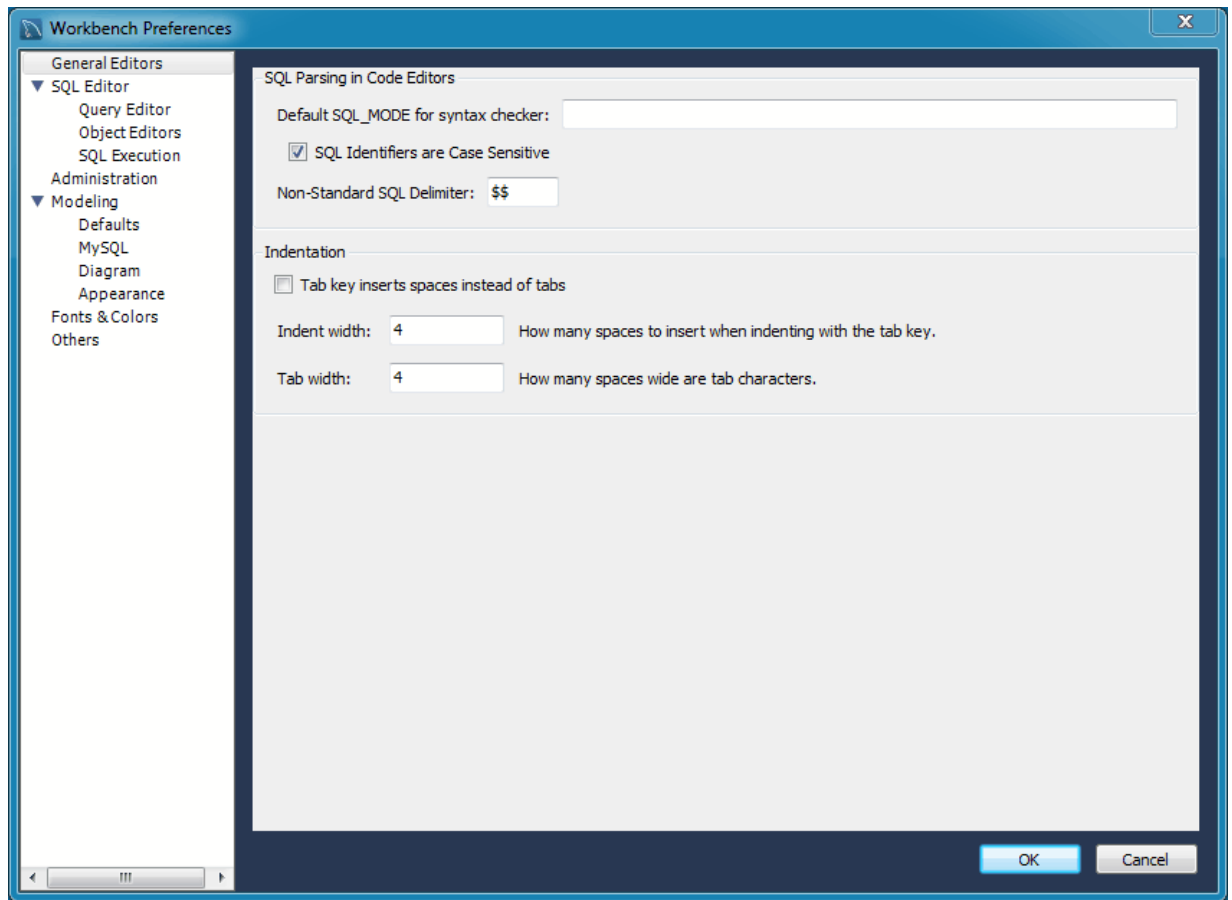 Workbench Preferences
General Editors
SQL Editor
Query Editor
Object Editors
SQL Execution
Administration
Modeling
Defaults
MySQL
Diagram
Appearance
Fonts & Colors
Others
SQL Parsing in Code Editors
Default SQL_MODE for syntax checker:
SQL Identifiers are Case Sensitive
Non-Standard SQL Delimiter: $$
Indentation
Tab key inserts spaces instead of tabs
Indent width: 4 How many spaces to insert when indenting with the tab key.
Tab width: 4 How many spaces wide are tab characters.
OK Cancel